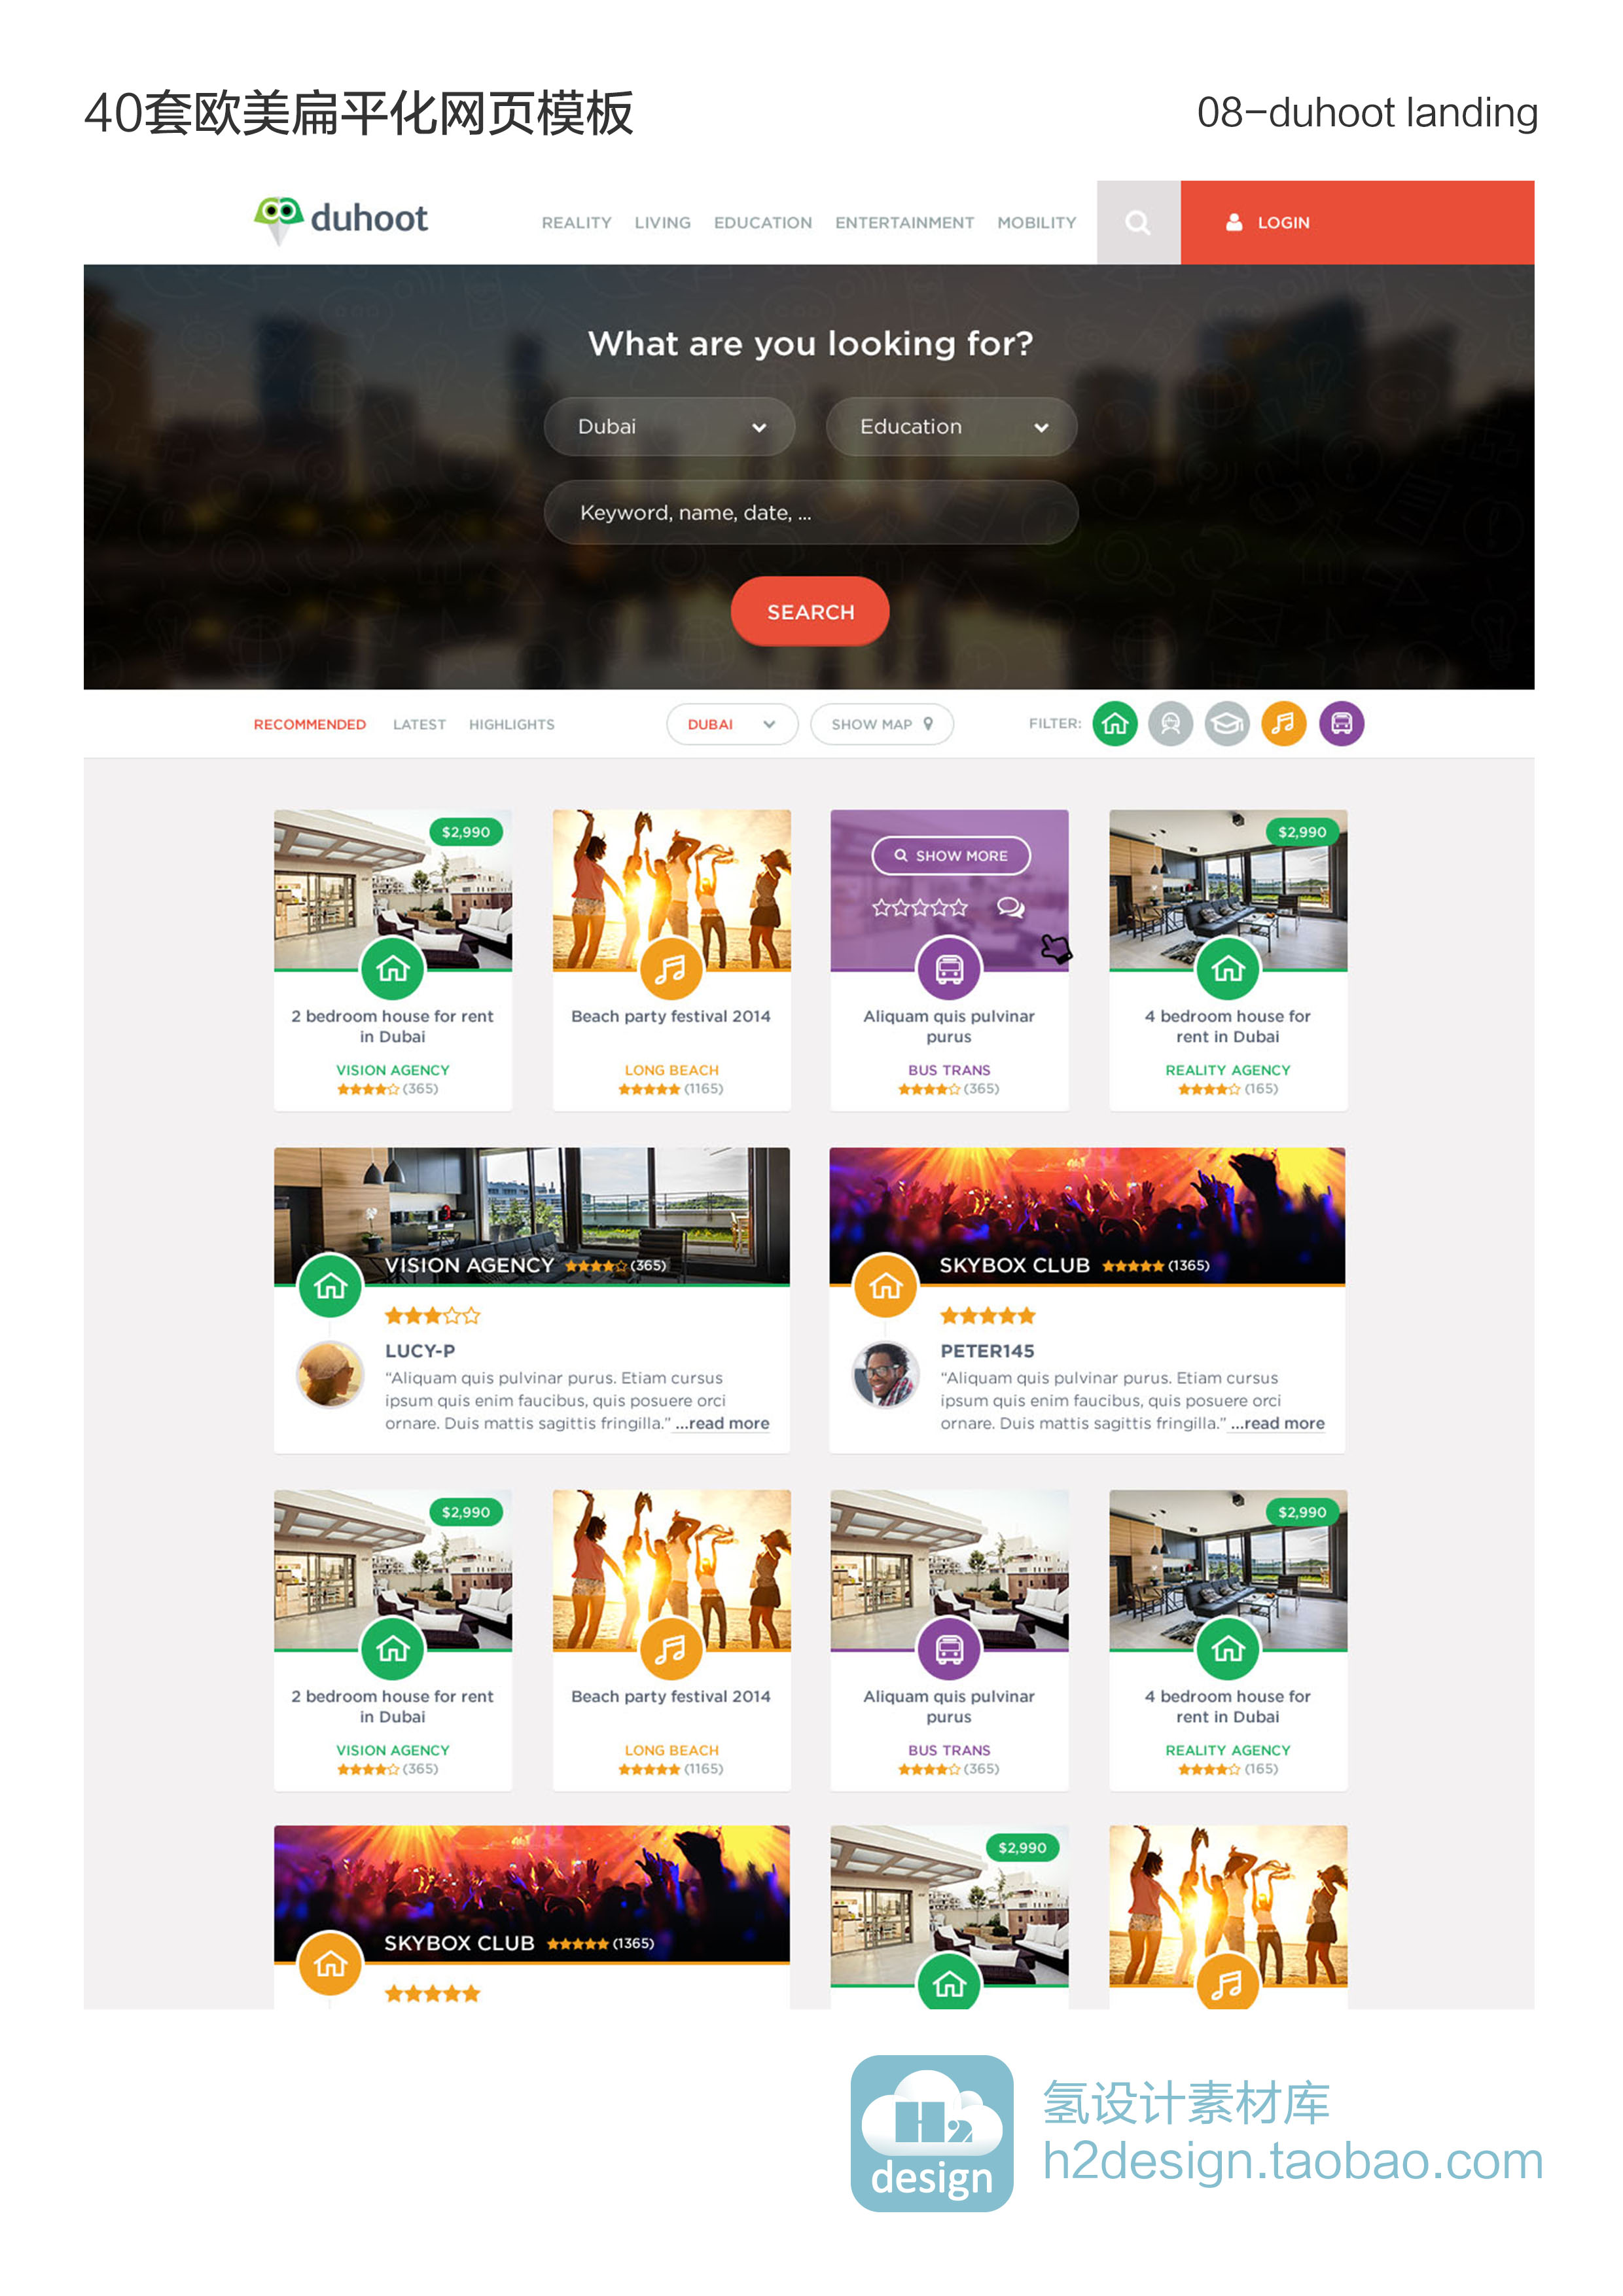 40套欧美扁平化网页模板
08-duhoot landing
duhoot
REALITY LIVING EDUCATION ENTERTAINMENT MOBILITY
LOGIN
What are you looking for?
Dubai
Education
Keyword, name, date, ...
SEARCH
RECOMMENDED LATEST HIGHLIGHTS
DUBAI
SHOW MAP
FILTER:
$2,990
2 bedroom house for rent
in Dubai
VISION AGENCY
(365)
Beach party festival 2014
LONG BEACH
(1165)
SHOW MORE
Aliquam quis pulvinar
purus
BUS TRANS
(365)
$2,990
4 bedroom house for
rent in Dubai
REALITY AGENCY
(165)
VISION AGENCY (365)
LUCY-P
“Aliquam quis pulvinar purus. Etiam cursus
ipsum quis enim faucibus, quis posuere orci
ornare. Duis mattis sagittis fringilla.” ...read more
SKYBOX CLUB (1365)
PETER145
“Aliquam quis pulvinar purus. Etiam cursus
ipsum quis enim faucibus, quis posuere orci
ornare. Duis mattis sagittis fringilla.” ...read more
$2,990
2 bedroom house for rent
in Dubai
VISION AGENCY
(365)
Beach party festival 2014
LONG BEACH
(1165)
Aliquam quis pulvinar
purus
BUS TRANS
(365)
$2,990
4 bedroom house for
rent in Dubai
REALITY AGENCY
(165)
SKYBOX CLUB (1365)
$2,990
H2
design
氢设计素材库
h2design.taobao.com